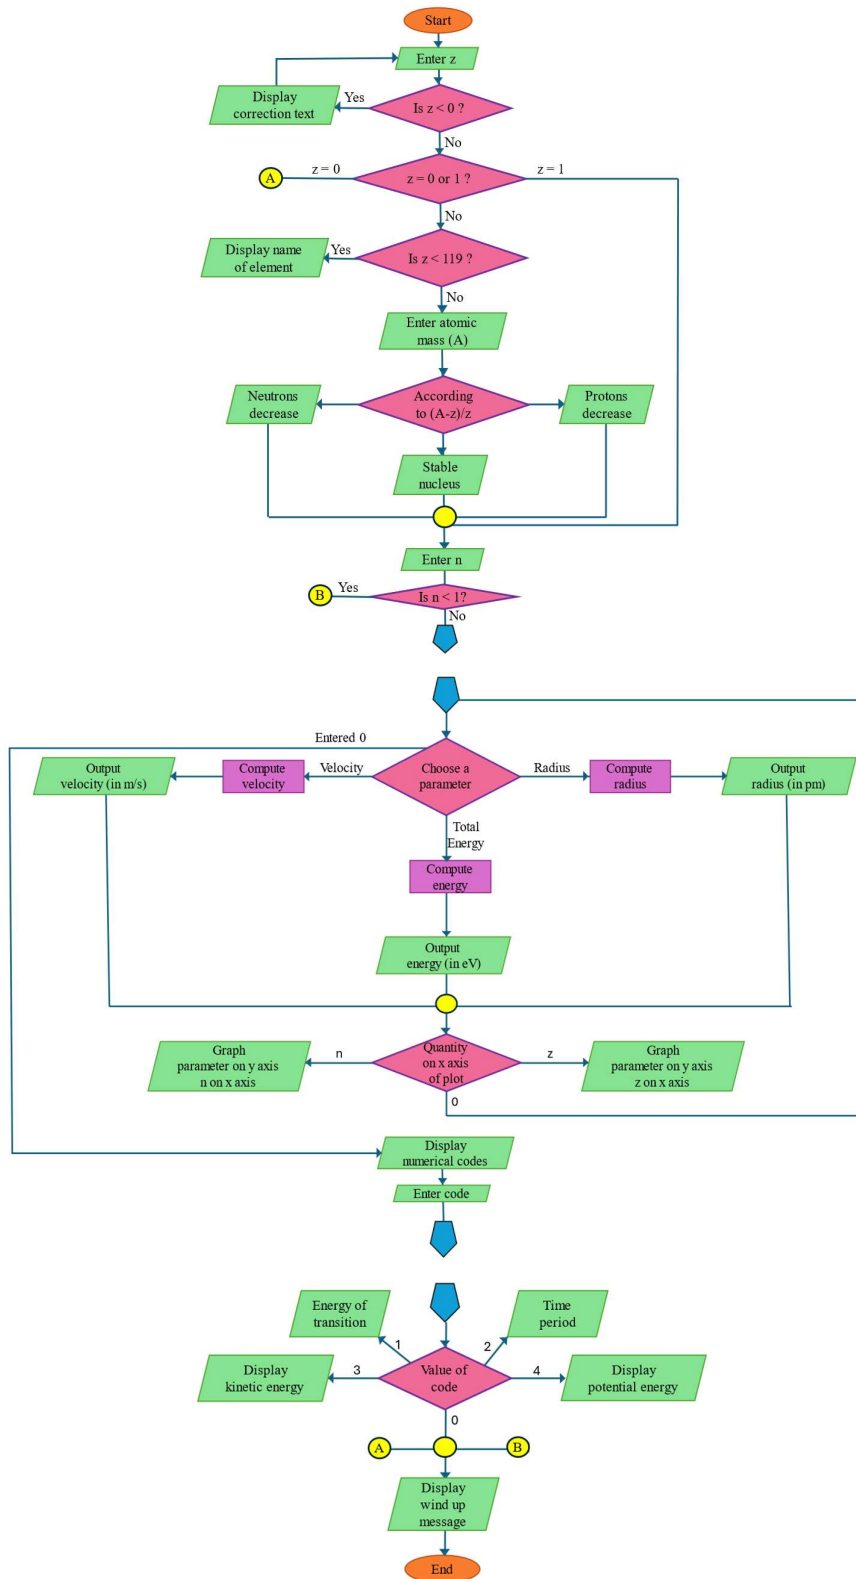 Start
Enter z
Display
correction text
Yes
Is z < 0 ?
No
A
z = 0
z = 0 or 1 ?
z = 1
No
Display name
of element
Yes
Is z < 119 ?
No
Enter atomic
mass (A)
Neutrons
decrease
According
to (A-z)/z
Protons
decrease
Stable
nucleus
Enter n
B
Yes
Is n < 1?
No
Entered 0
Output
velocity (in m/s)
Compute
velocity
Velocity
Choose a
parameter
Radius
Compute
radius
Output
radius (in pm)
Total
Energy
Compute
energy
Output
energy (in eV)
Graph
parameter on y axis
n on x axis
n
Quantity
on x axis
of plot
z
Graph
parameter on y axis
z on x axis
0
Display
numerical codes
Enter code
Energy of
transition
Time
period
1
2
Display
kinetic energy
3
Value of
code
4
Display
potential energy
0
A
B
Display
wind up
message
End